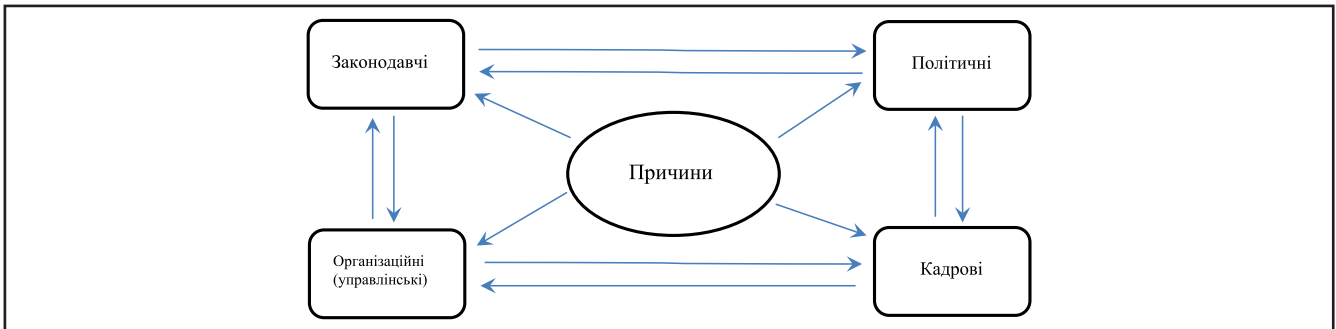 Законодавчі
Політичні
Причини
Організаційні
(управлінські)
Кадрові